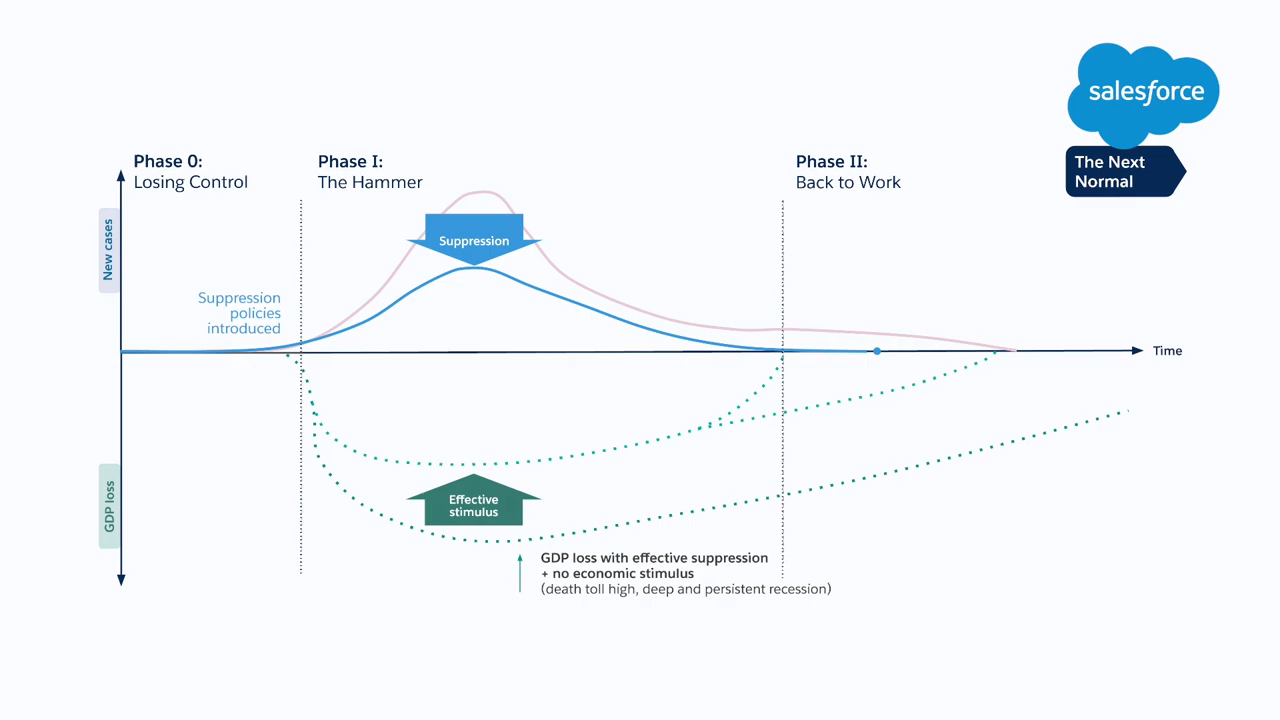 salesforce
The Next
Normal
Phase 0:
Losing Control
Phase I:
The Hammer
Phase II:
Back to Work
New cases
Suppression
Suppression
policies
introduced
Time
GDP loss
Effective
stimulus
GDP loss with effective suppression
+ no economic stimulus
(death toll high, deep and persistent recession)